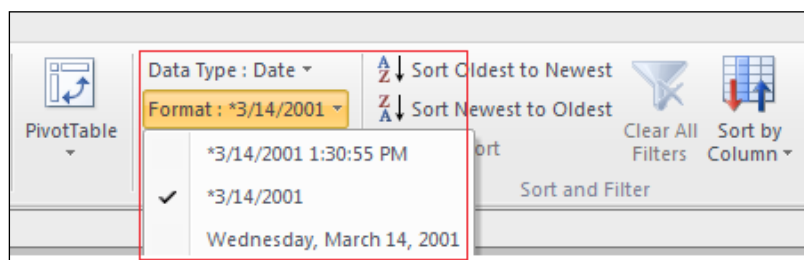 PivotTable
Data Type : Date
Format : *3/14/2001
*3/14/2001 1:30:55 PM
*3/14/2001
Wednesday, March 14, 2001
A
Z
Sort Oldest to Newest
Z
A
Sort Newest to Oldest
ort
Clear All
Filters
Sort by
Column
Sort and Filter